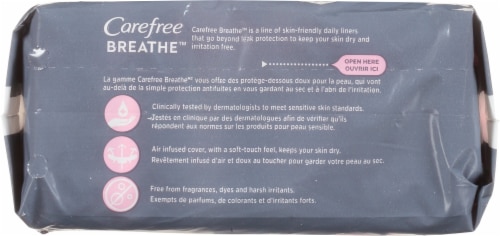 Carefree
BREATHE™
Carefree Breathe™ is a line of skin-friendly daily liners
that go beyond leak protection to keep your skin dry and
irritation free.
OPEN HERE
OUVRIR ICI
La gamme Carefree Breathe™ vous offre des protège-dessous doux pour la peau, qui vont
au-delà de la simple protection antifuites en vous gardant au sec et à l'abri de l'irritation.
Clinically tested by dermatologists to meet sensitive skin standards.
Testés en clinique par des dermatologues afin de vérifier qu'ils
répondent aux normes sur les produits pour peau sensible.
Air infused cover, with a soft-touch feel, keeps your skin dry.
Revêtement infusé d'air et doux au toucher pour garder votre peau au sec.
Free from fragrances, dyes and harsh irritants.
Exempts de parfums, de colorants et d'irritants forts.